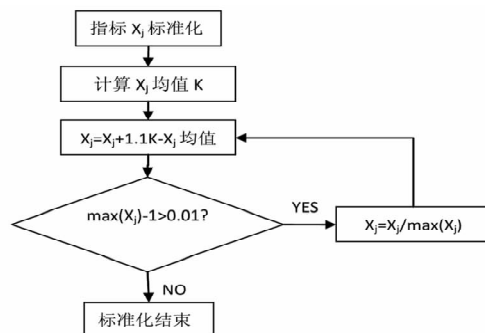 指标 Xj 标准化
计算 Xj 均值 K
Xj=Xj+1.1K-Xj 均值
max(Xj)-1>0.01?
YES
Xj=Xj/max(Xj)
NO
标准化结束